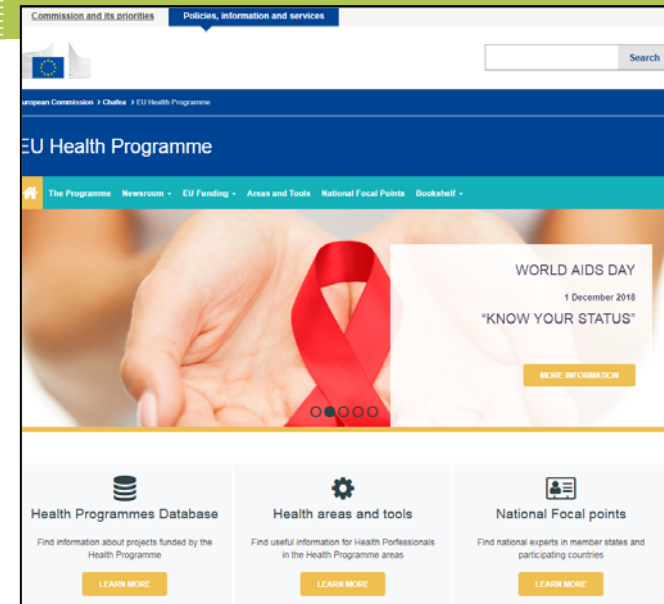 Commission and its priorities Policies, information and services
Search
uropean Commission > Chafea > EU Health Programme
EU Health Programme
The Programme Newsroom EU Funding Areas and Tools National Focal Points Bookshelf
WORLD AIDS DAY
1 December 2018
"KNOW YOUR STATUS"
MORE INFORMATION
Health Programmes Database
Find information about projects funded by the
Health Programme
LEARN MORE
Health areas and tools
Find useful information for Health Porfessionals
in the Health Programme areas
LEARN MORE
National Focal points
Find national experts in member states and
participating countries
LEARN MORE